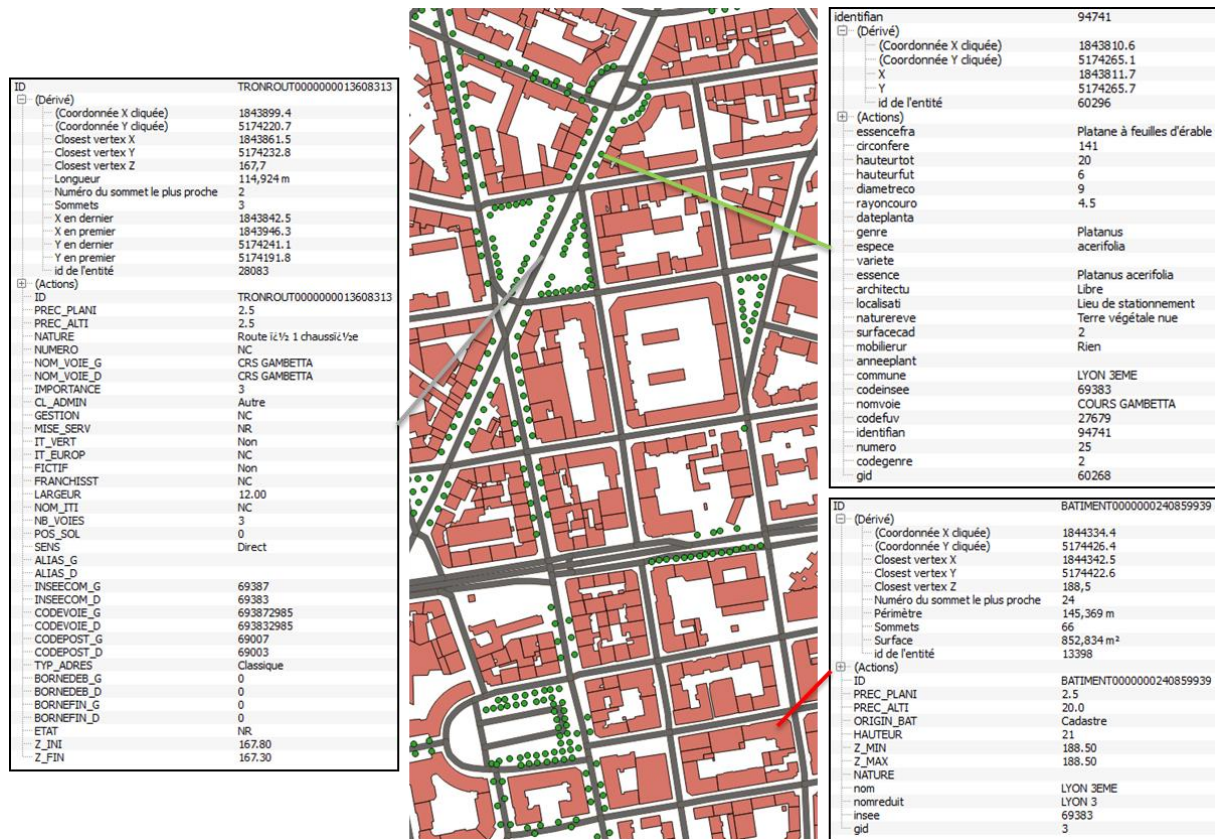 ID TRONROUT0000000013608313
(Dérivé)
(Coordonnée X cliquée) 1843899.4
(Coordonnée Y cliquée) 5174220.7
Closest vertex X 1843861.5
Closest vertex Y 5174232.8
Closest vertex Z 167,7
Longueur 114,924 m
Numéro du sommet le plus proche 2
Sommets 3
X en dernier 1843842.5
X en premier 1843946.3
Y en dernier 5174241.1
Y en premier 5174191.8
id de l'entité 28083
(Actions)
ID TRONROUT0000000013608313
PREC_PLANI 2.5
PREC_ALTI 2.5
NATURE Route ï¿½ 1 chaussï¿½e
NUMERO NC
NOM_VOIE_G CRS GAMBETTA
NOM_VOIE_D CRS GAMBETTA
IMPORTANCE 3
CL_ADMIN Autre
GESTION NC
MISE_SERV NR
IT_VERT Non
IT_EUROP NC
FICTIF Non
FRANCHISST NC
LARGEUR 12.00
NOM_ITI NC
NB_VOIES 3
POS_SOL 0
SENS Direct
ALIAS_G
ALIAS_D
INSEECOM_G 69387
INSEECOM_D 69383
CODEVOIE_G 693872985
CODEVOIE_D 693832985
CODEPOST_G 69007
CODEPOST_D 69003
TYP_ADRES Classique
BORNEDEB_G 0
BORNEDEB_D 0
BORNEFIN_G 0
BORNEFIN_D 0
ETAT NR
Z_INI 167.80
Z_FIN 167.30
identifian 94741
(Dérivé)
(Coordonnée X cliquée) 1843810.6
(Coordonnée Y cliquée) 5174265.1
X 1843811.7
Y 5174265.7
id de l'entité 60296
(Actions)
essencefra Platane à feuilles d'érable
circonfere 141
hauteurtot 20
hauteurfut 6
diametreco 9
rayoncouro 4.5
dateplanta
genre Platanus
espece acerifolia
variete
essence Platanus acerifolia
architectu Libre
localisati Lieu de stationnement
naturereve Terre végétale nue
surfacecad 2
mobilierur Rien
anneeplant
commune LYON 3EME
codeinsee 69383
nomvoie COURS GAMBETTA
codefuv 27679
identifian 94741
numero 25
codegenre 2
gid 60268
ID BATIMENT0000000240859939
(Dérivé)
(Coordonnée X cliquée) 1844334.4
(Coordonnée Y cliquée) 5174426.4
Closest vertex X 1844342.5
Closest vertex Y 5174422.6
Closest vertex Z 188,5
Numéro du sommet le plus proche 24
Périmètre 145,369 m
Sommets 66
Surface 852,834 m²
id de l'entité 13398
(Actions)
ID BATIMENT0000000240859939
PREC_PLANI 2.5
PREC_ALTI 20.0
ORIGIN_BAT Cadastre
HAUTEUR 21
Z_MIN 188.50
Z_MAX 188.50
NATURE
nom LYON 3EME
nomreduit LYON 3
insee 69383
gid 3